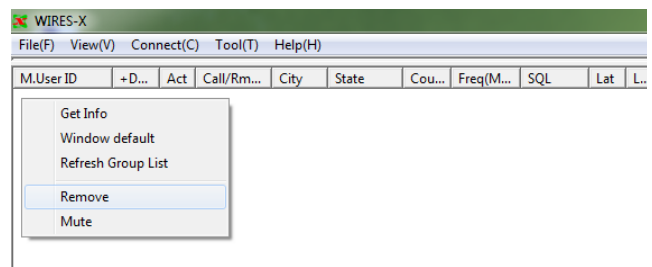 WIRES-X
File(F) View(V) Connect(C) Tool(T) Help(H)
M.User ID +D... Act Call/Rm... City State Cou... Freq(M... SQL Lat L...
Get Info
Window default
Refresh Group List
Remove
Mute